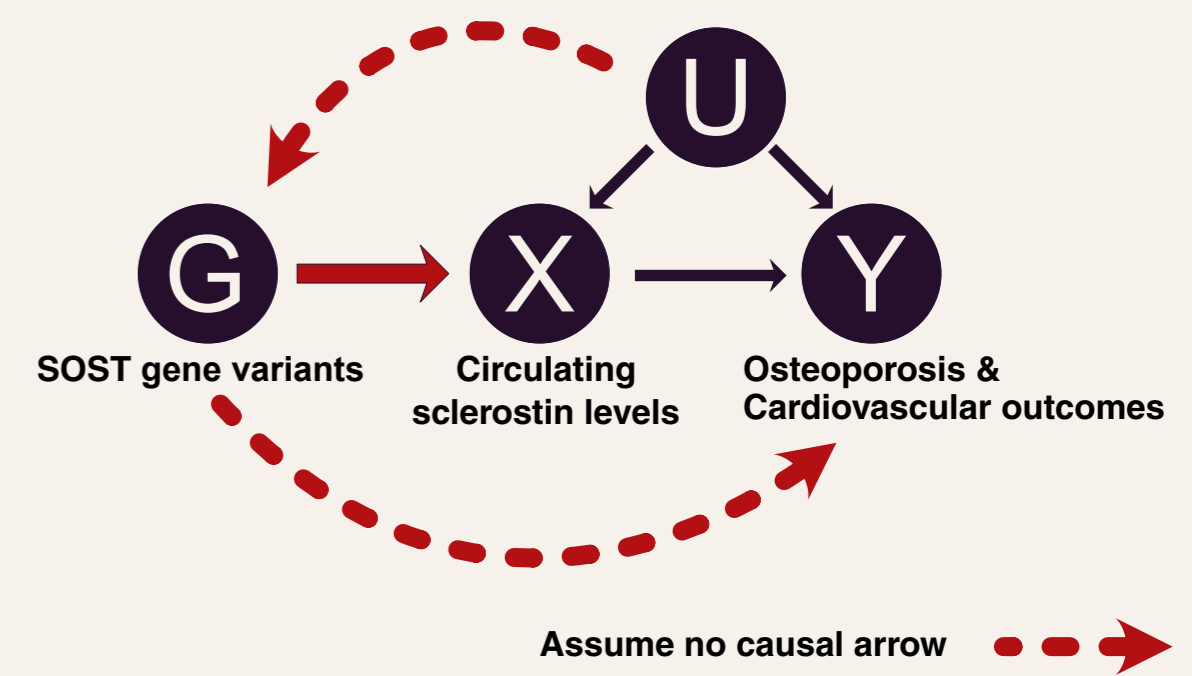 U
G
X
Y
SOST gene variants
Circulating
sclerostin levels
Osteoporosis &
Cardiovascular outcomes
Assume no causal arrow